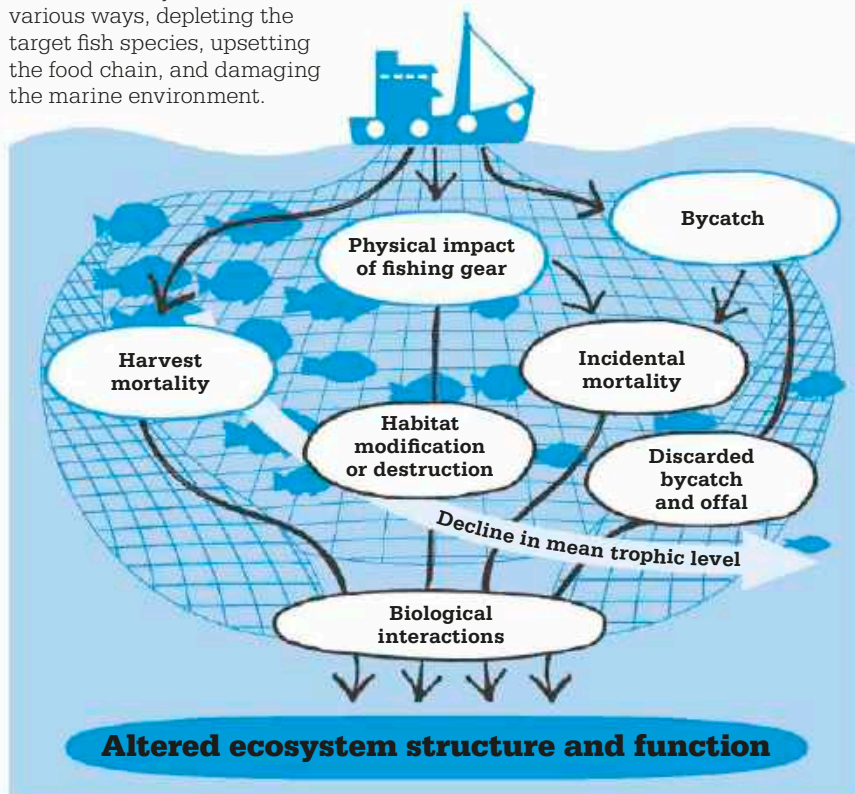 various ways, depleting the
target fish species, upsetting
the food chain, and damaging
the marine environment.
Bycatch
Physical impact
of fishing gear
Harvest
mortality
Incidental
mortality
Habitat
modification
or destruction
Discarded
bycatch
and offal
Decline in mean trophic level
Biological
interactions
Altered ecosystem structure and function